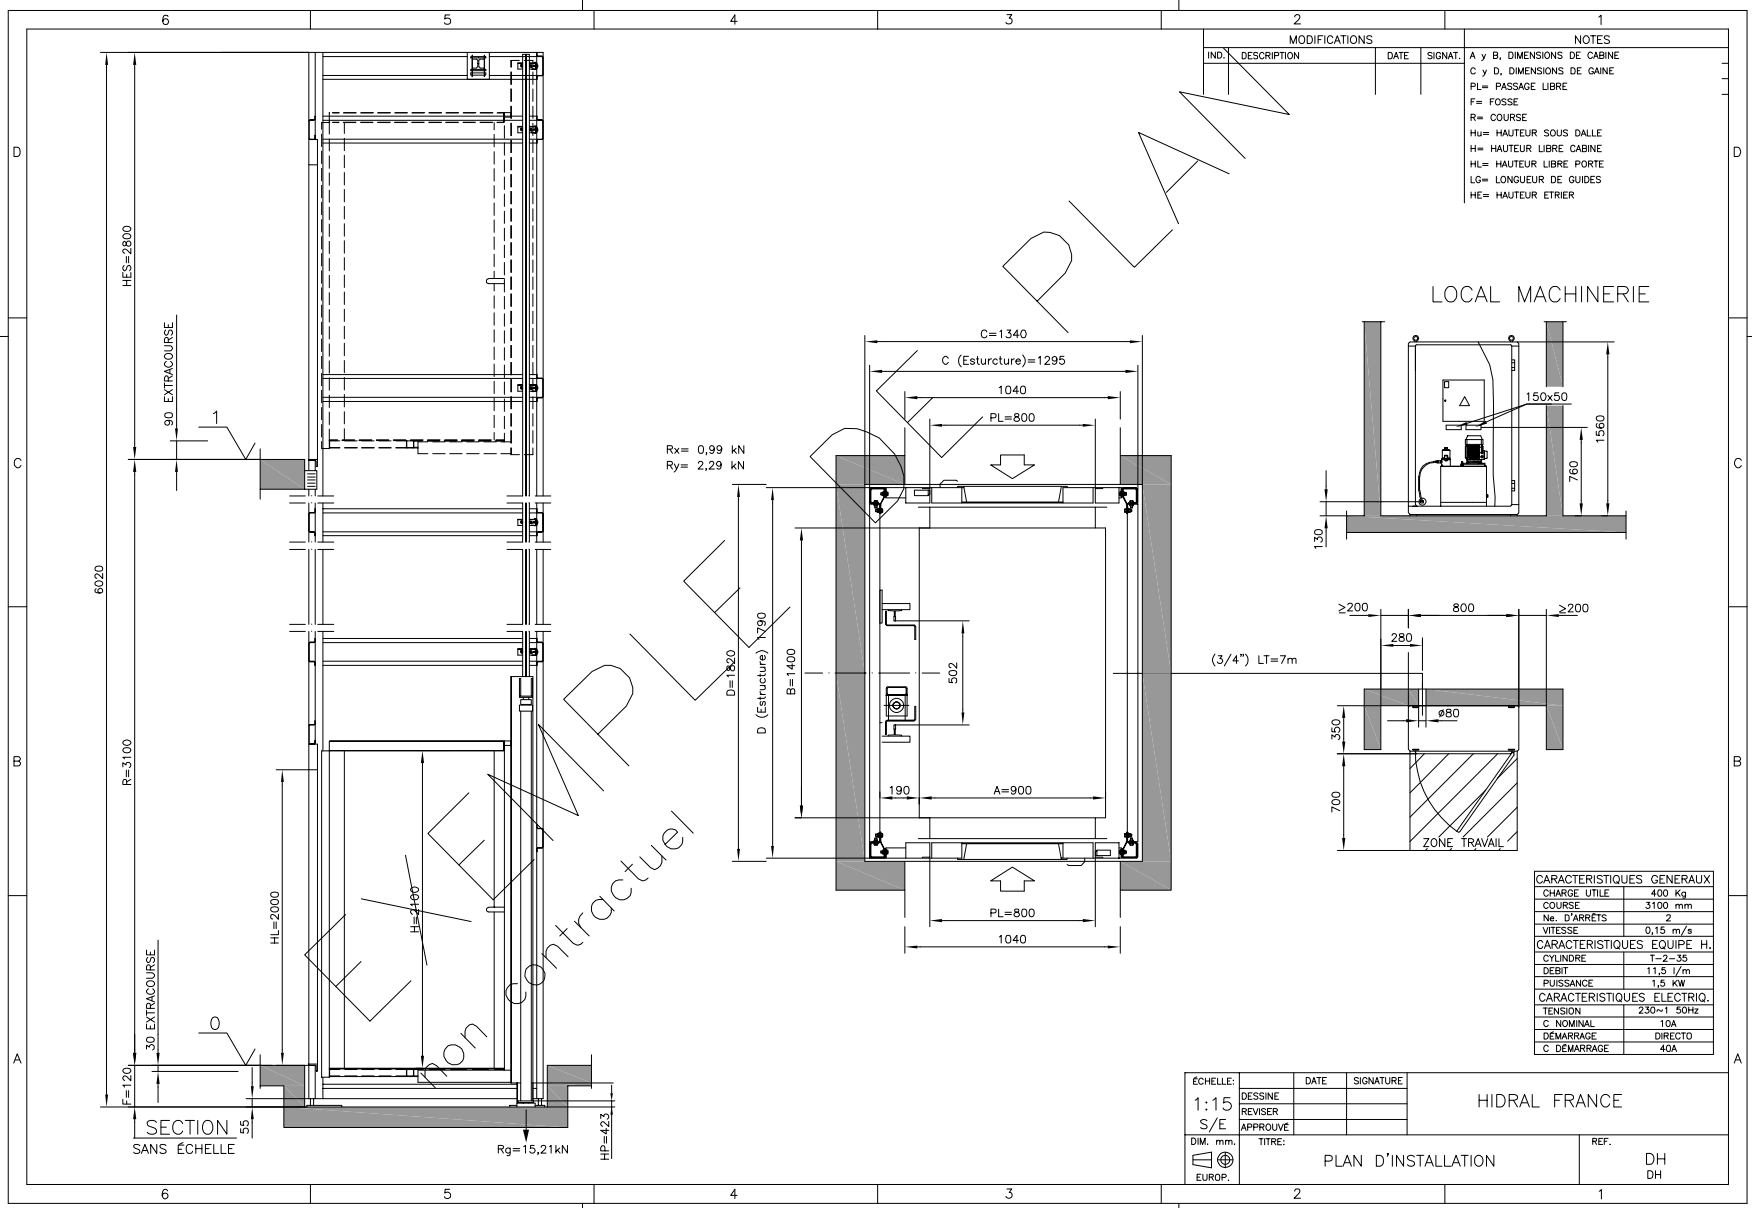 6 5 4 3 2 1
D
C
B
A
D
C
B
A
6 5 4 3 2 1
MODIFICATIONS
IND. DESCRIPTION DATE SIGNAT.
NOTES
A y B, DIMENSIONS DE CABINE
C y D, DIMENSIONS DE GAINE
PL= PASSAGE LIBRE
F= FOSSE
R= COURSE
Hu= HAUTEUR SOUS DALLE
H= HAUTEUR LIBRE CABINE
HL= HAUTEUR LIBRE PORTE
LG= LONGUEUR DE GUIDES
HE= HAUTEUR ETRIER
EXEMPLE DE PLAN
non contractuel
6020
HES=2800
90 EXTRACOURSE
1
R=3100
HL=2000
H=2100
30 EXTRACOURSE
0
F=120
55
HP=423
Rg=15,21kN
SECTION
SANS ÉCHELLE
Rx= 0,99 kN
Ry= 2,29 kN
C=1340
C (Esturcture)=1295
1040
PL=800
D=1820
D (Estructure) 1790
B=1400
502
190
A=900
PL=800
1040
(3/4") LT=7m
LOCAL MACHINERIE
150x50
1560
760
130
≥200 800 ≥200
280
ø80
350
700
ZONE TRAVAIL
CARACTERISTIQUES GENERAUX
CHARGE UTILE 400 Kg
COURSE 3100 mm
Ne. D'ARRÊTS 2
VITESSE 0,15 m/s
CARACTERISTIQUES EQUIPE H.
CYLINDRE T-2-35
DEBIT 11,5 l/m
PUISSANCE 1,5 KW
CARACTERISTIQUES ELECTRIQ.
TENSION 230~1 50Hz
C NOMINAL 10A
DÉMARRAGE DIRECTO
C DÉMARRAGE 40A
ÉCHELLE:
1:15
S/E
DATE SIGNATURE
DESSINE
REVISER
APPROUVÉ
HIDRAL FRANCE
DIM. mm.
EUROP.
TITRE:
PLAN D'INSTALLATION
REF.
DH
DH